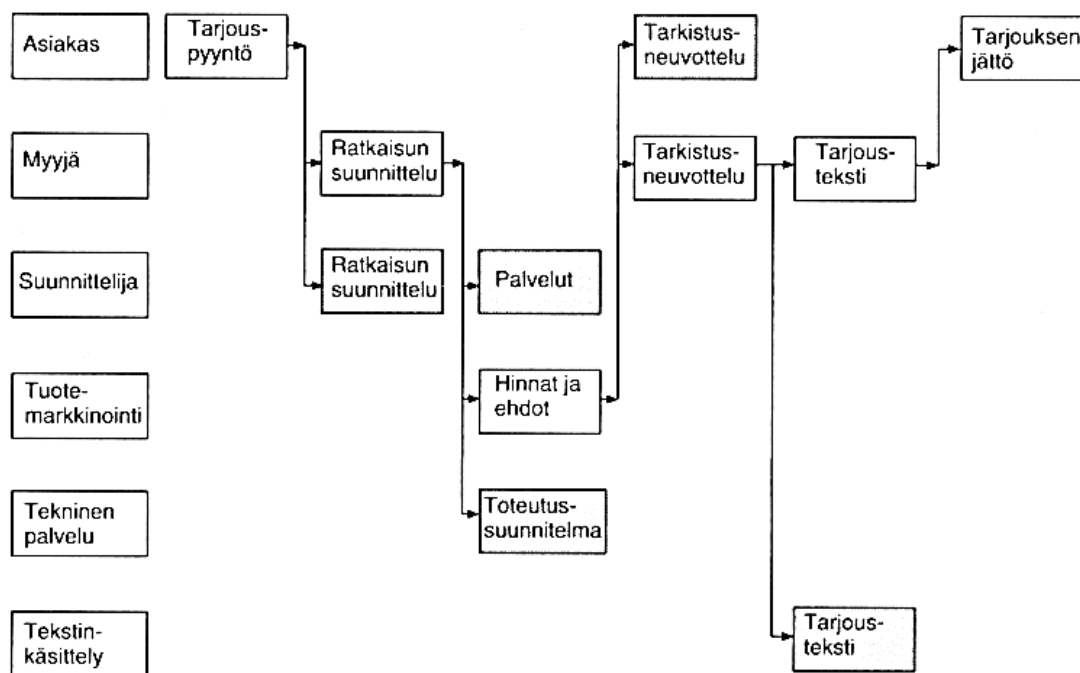 Asiakas
Tarjous-
pyyntö
Tarkistus-
neuvottelu
Tarjouksen
jättö
Myyjä
Ratkaisun
suunnittelu
Tarkistus-
neuvottelu
Tarjous-
teksti
Suunnittelija
Ratkaisun
suunnittelu
Palvelut
Tuote-
markkinointi
Hinnat ja
ehdot
Tekninen
palvelu
Toteutus-
suunnitelma
Tekstin-
käsittely
Tarjous-
teksti